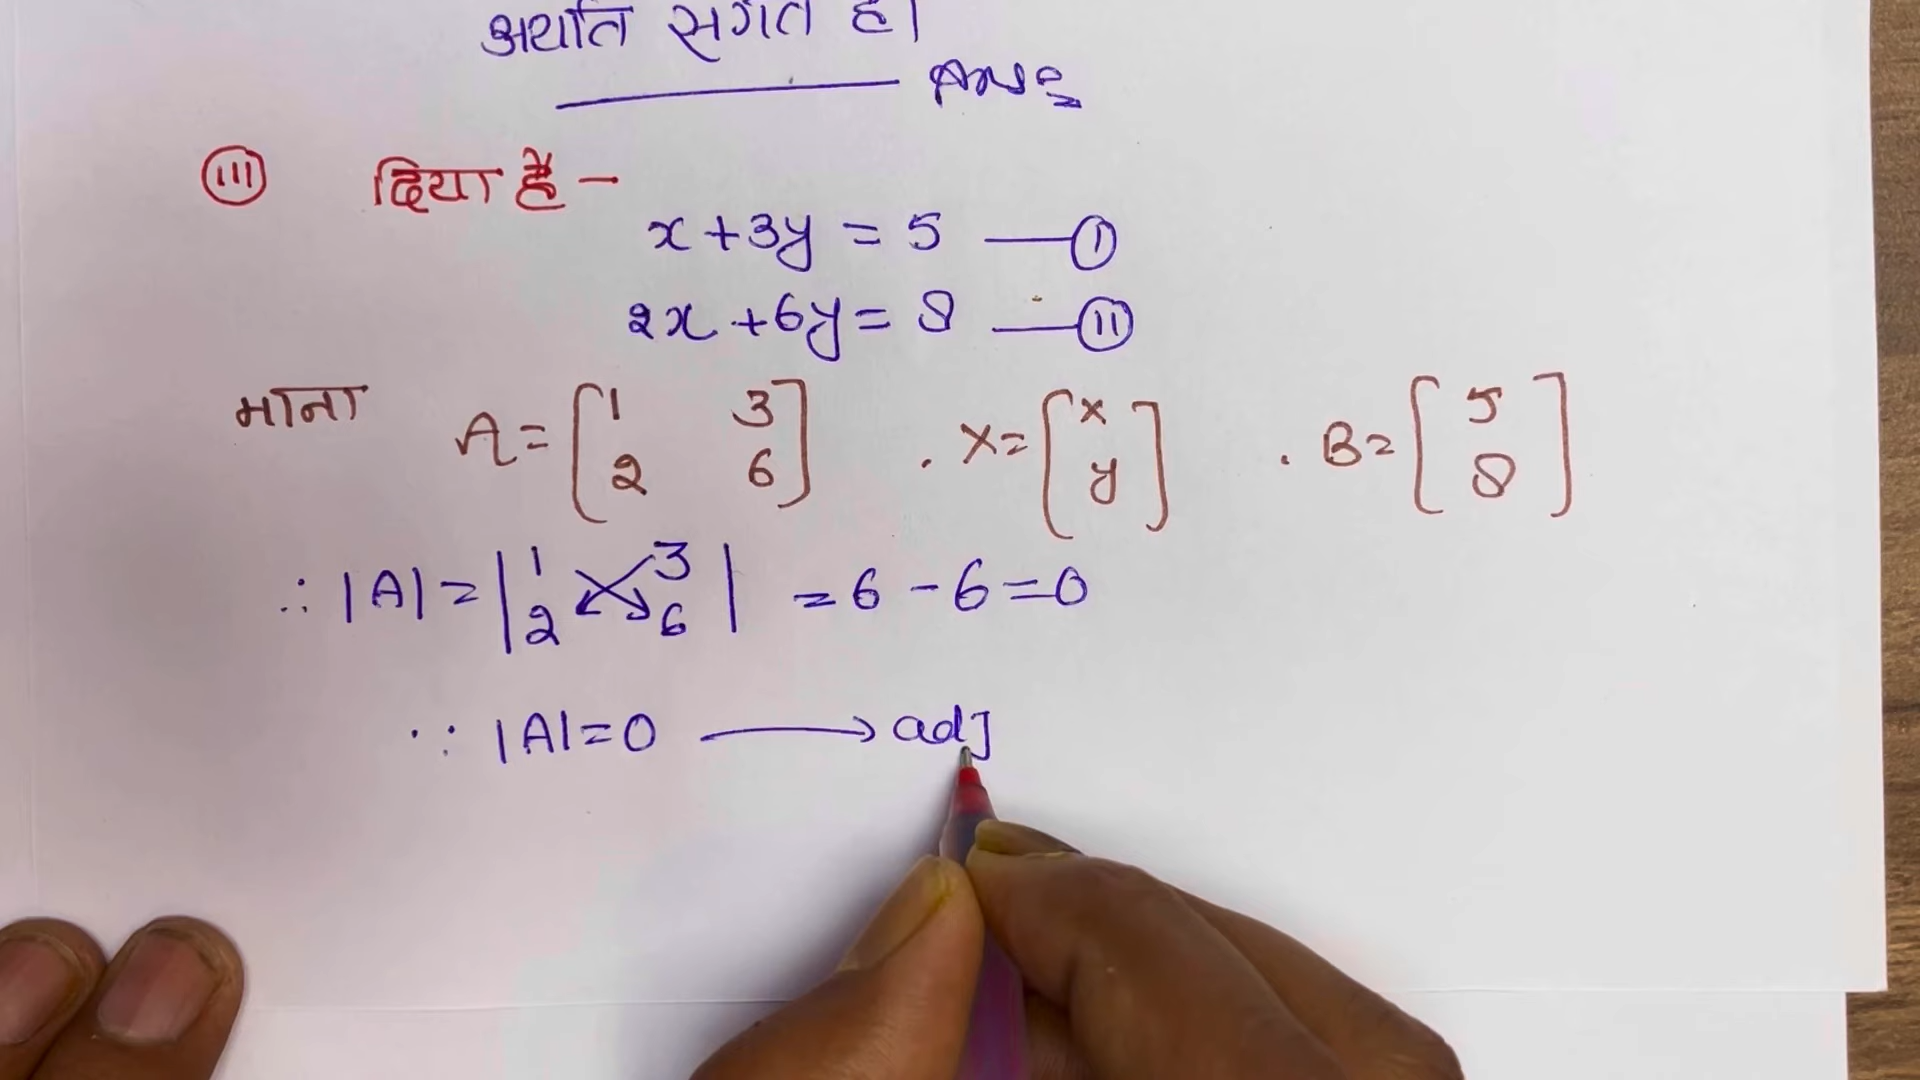 अर्थात संगत है।
Ans
(iii) दिया है -
x + 3y = 5 — (i)
2x + 6y = 8 — (ii)
माना A = [1 3 2 6] . X = [x y] . B = [5 8]
∴ |A| = |1 3 2 6| = 6 - 6 = 0
∵ |A| = 0 → adj